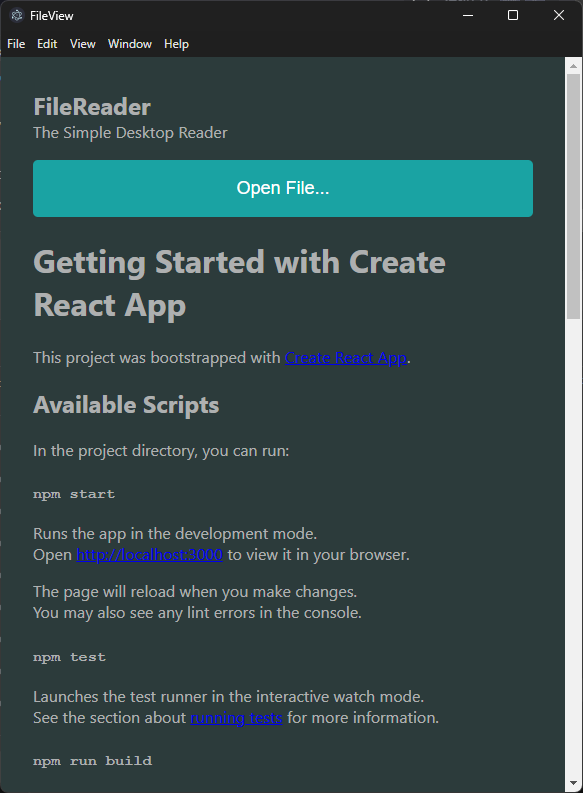 FileView
File Edit View Window Help
FileReader
The Simple Desktop Reader
Open File...
Getting Started with Create
React App
This project was bootstrapped with Create React App.
Available Scripts
In the project directory, you can run:
npm start
Runs the app in the development mode.
Open http://localhost:3000 to view it in your browser.
The page will reload when you make changes.
You may also see any lint errors in the console.
npm test
Launches the test runner in the interactive watch mode.
See the section about running tests for more information.
npm run build